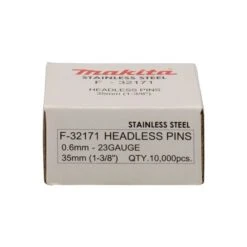 makita
STAINLESS STEEL
F - 32171
HEADLESS PINS
35mm (1-3/8")
STAINLESS STEEL
F-32171 HEADLESS PINS
0.6mm - 23GAUGE
35mm (1-3/8") QTY.10,000pcs.